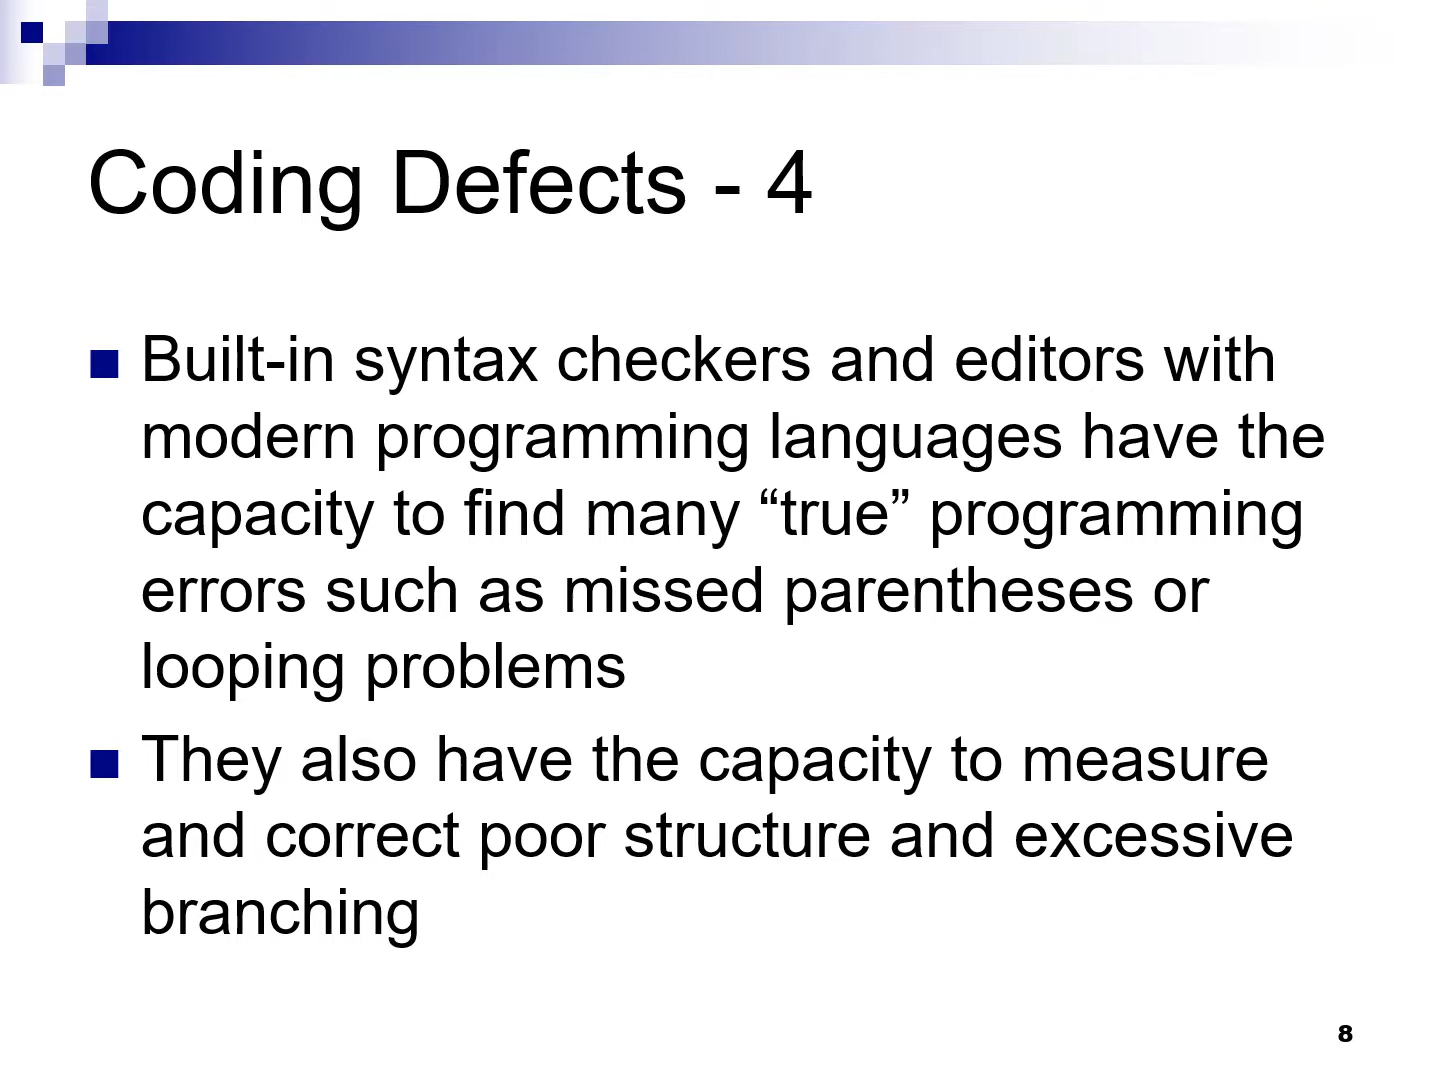 Coding Defects - 4
Built-in syntax checkers and editors with
modern programming languages have the
capacity to find many “true” programming
errors such as missed parentheses or
looping problems
They also have the capacity to measure
and correct poor structure and excessive
branching
8